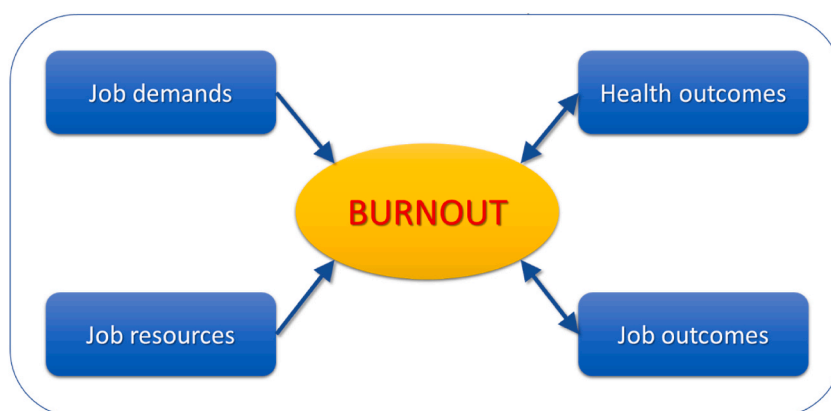 Job demands
Health outcomes
BURNOUT
Job resources
Job outcomes